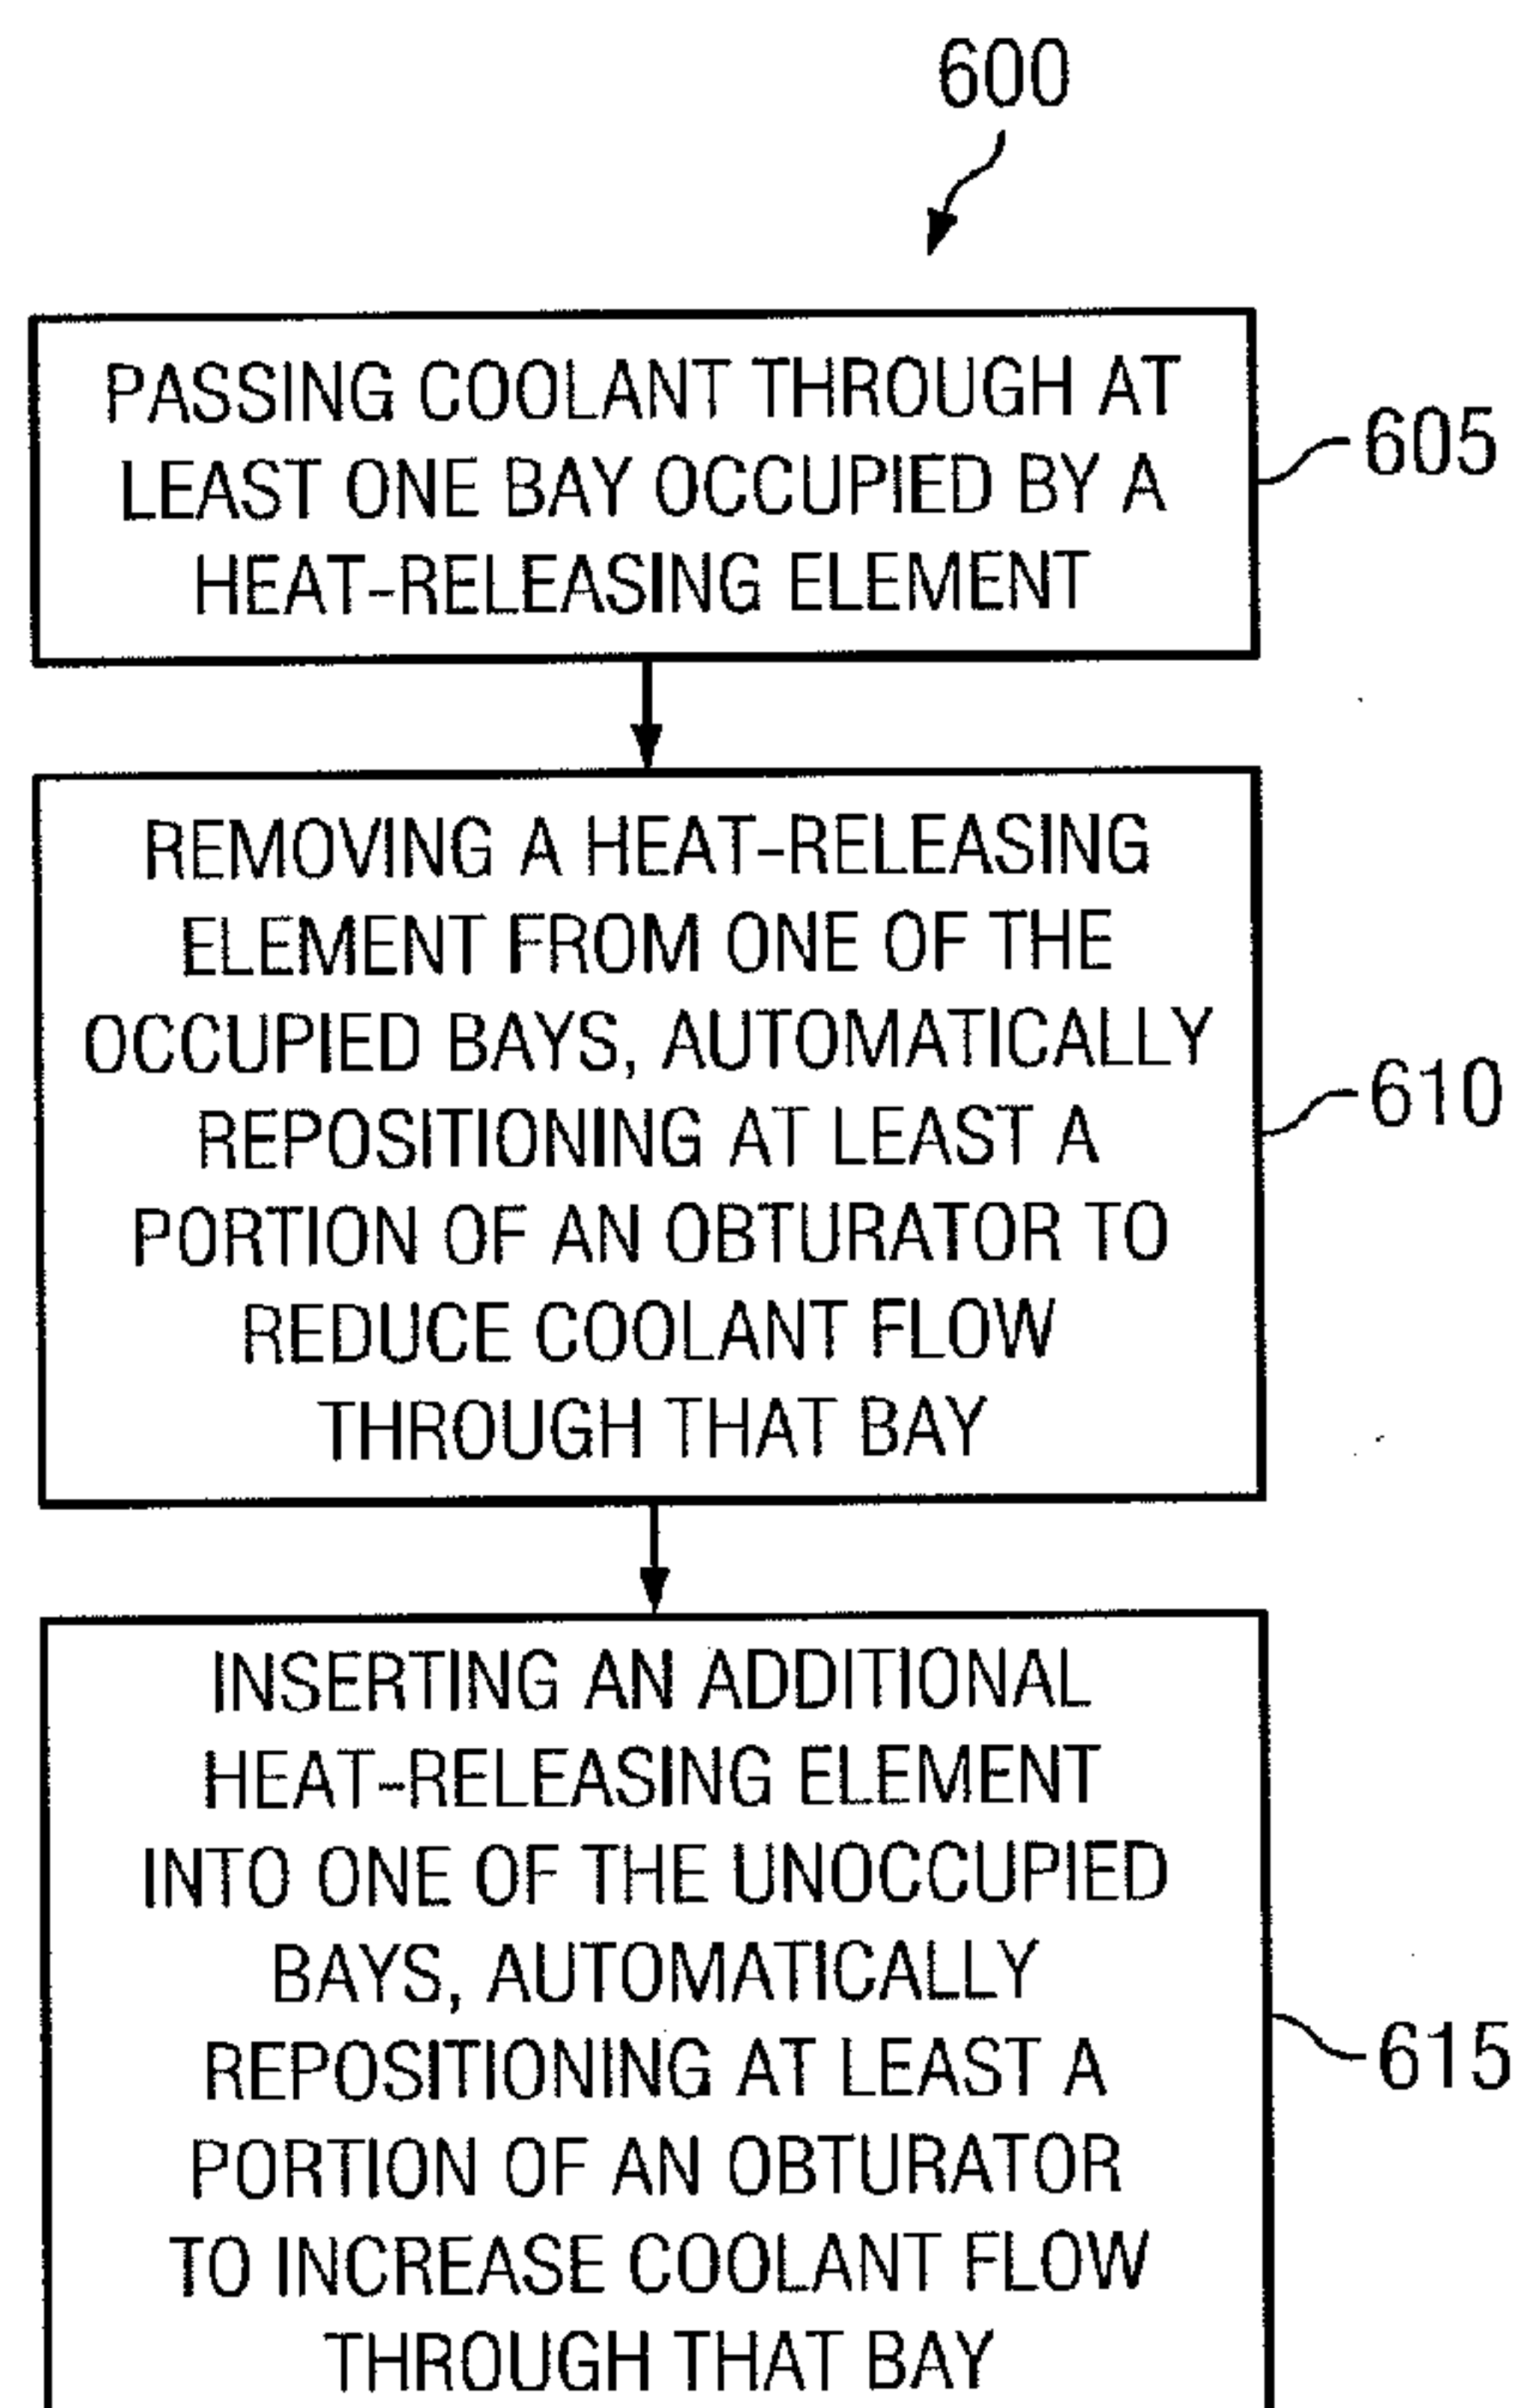 600
PASSING COOLANT THROUGH AT
LEAST ONE BAY OCCUPIED BY A
HEAT-RELEASING ELEMENT
605
REMOVING A HEAT-RELEASING
ELEMENT FROM ONE OF THE
OCCUPIED BAYS, AUTOMATICALLY
REPOSITIONING AT LEAST A
PORTION OF AN OBTURATOR TO
REDUCE COOLANT FLOW
THROUGH THAT BAY
610
INSERTING AN ADDITIONAL
HEAT-RELEASING ELEMENT
INTO ONE OF THE UNOCCUPIED
BAYS, AUTOMATICALLY
REPOSITIONING AT LEAST A
PORTION OF AN OBTURATOR
TO INCREASE COOLANT FLOW
THROUGH THAT BAY
615